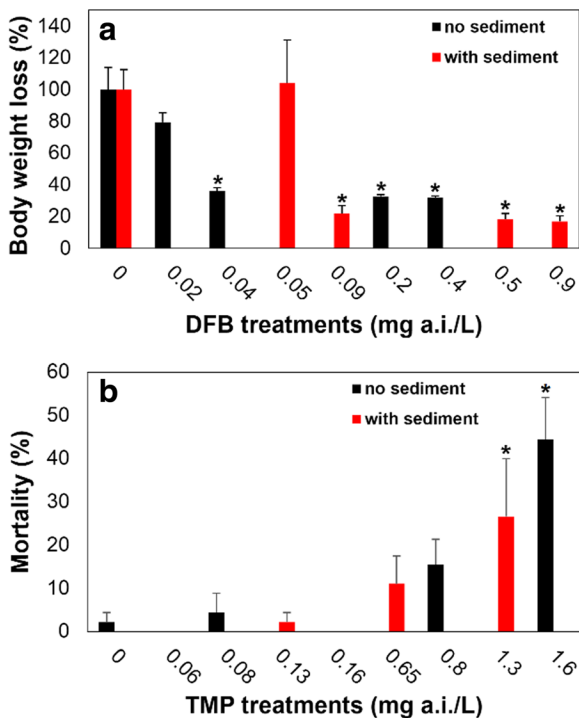 a
no sediment
with sediment
Body weight loss (%)
140
120
100
80
60
40
20
0
* * * * * *
0 0.02 0.04 0.05 0.09 0.2 0.4 0.5 0.9
DFB treatments (mg a.i./L)
b
no sediment
with sediment
Mortality (%)
60
50
40
30
20
10
0
* *
0 0.06 0.08 0.13 0.16 0.65 0.8 1.3 1.6
TMP treatments (mg a.i./L)